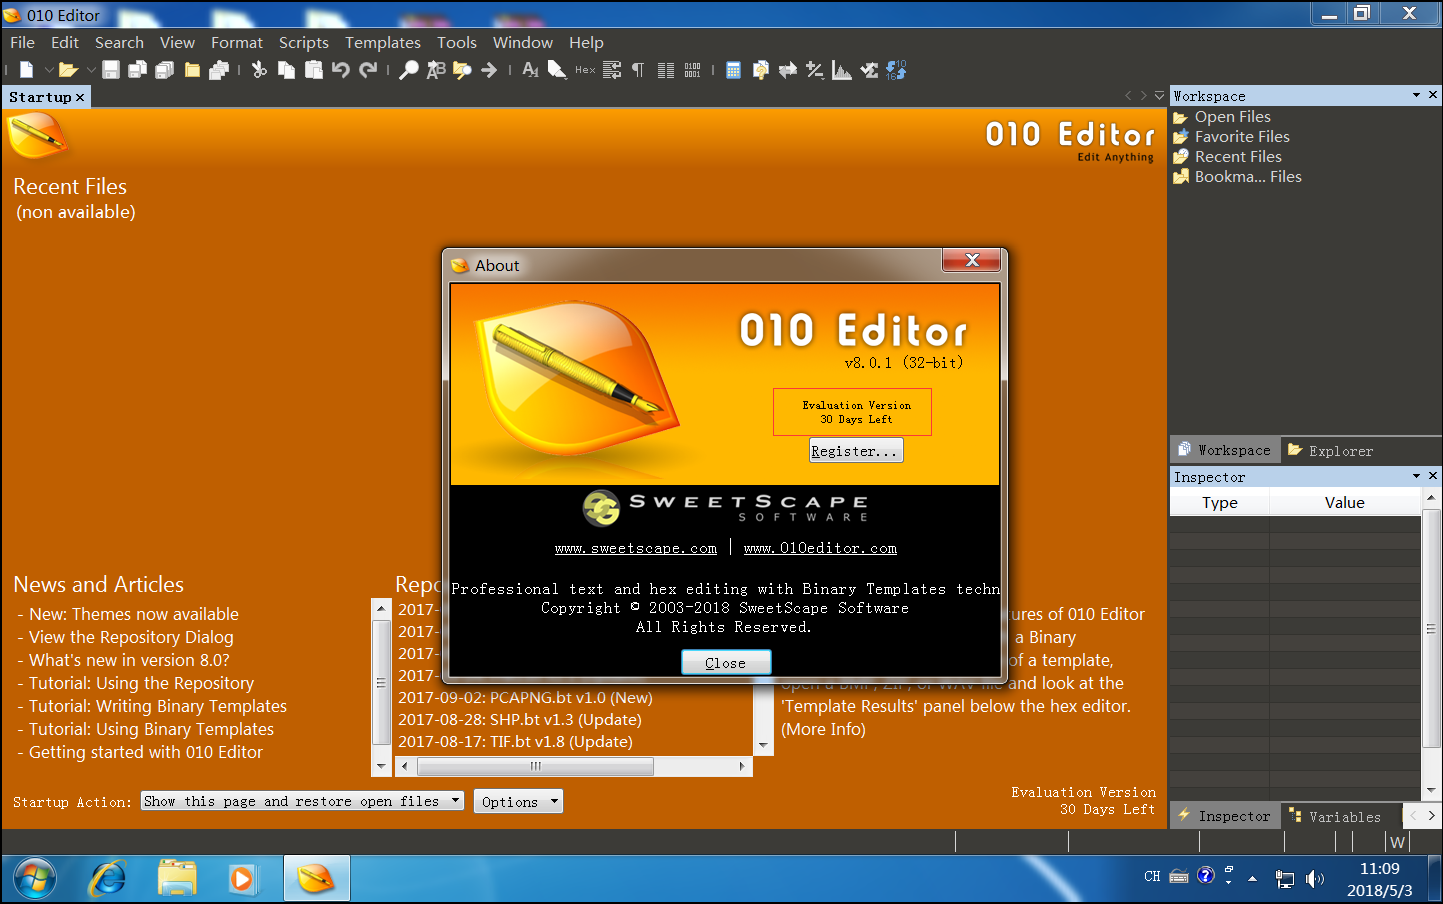 010 Editor
File Edit Search View Format Scripts Templates Tools Window Help
Hex
Startup
010 Editor
Edit Anything
Recent Files
(non available)
News and Articles
- New: Themes now available
- View the Repository Dialog
- What's new in version 8.0?
- Tutorial: Using the Repository
- Tutorial: Writing Binary Templates
- Tutorial: Using Binary Templates
- Getting started with 010 Editor
Repo
2017-
2017-
2017-
2017-
2017-09-02: PCAPNG.bt v1.0 (New)
2017-08-28: SHP.bt v1.3 (Update)
2017-08-17: TIF.bt v1.8 (Update)
tures of 010 Editor
a Binary
of a template,
open a BMP, ZIP, or WAV file and look at the
'Template Results' panel below the hex editor.
(More Info)
Startup Action: Show this page and restore open files Options
Evaluation Version
30 Days Left
About
010 Editor
v8.0.1 (32-bit)
Evaluation Version
30 Days Left
Register...
SWEETSCAPE
SOFTWARE
www.sweetscape.com | www.010editor.com
Professional text and hex editing with Binary Templates techn
Copyright © 2003-2018 SweetScape Software
All Rights Reserved.
Close
Workspace
Open Files
Favorite Files
Recent Files
Bookma... Files
Workspace Explorer
Inspector
Type Value
Inspector Variables
W
CH
11:09
2018/5/3